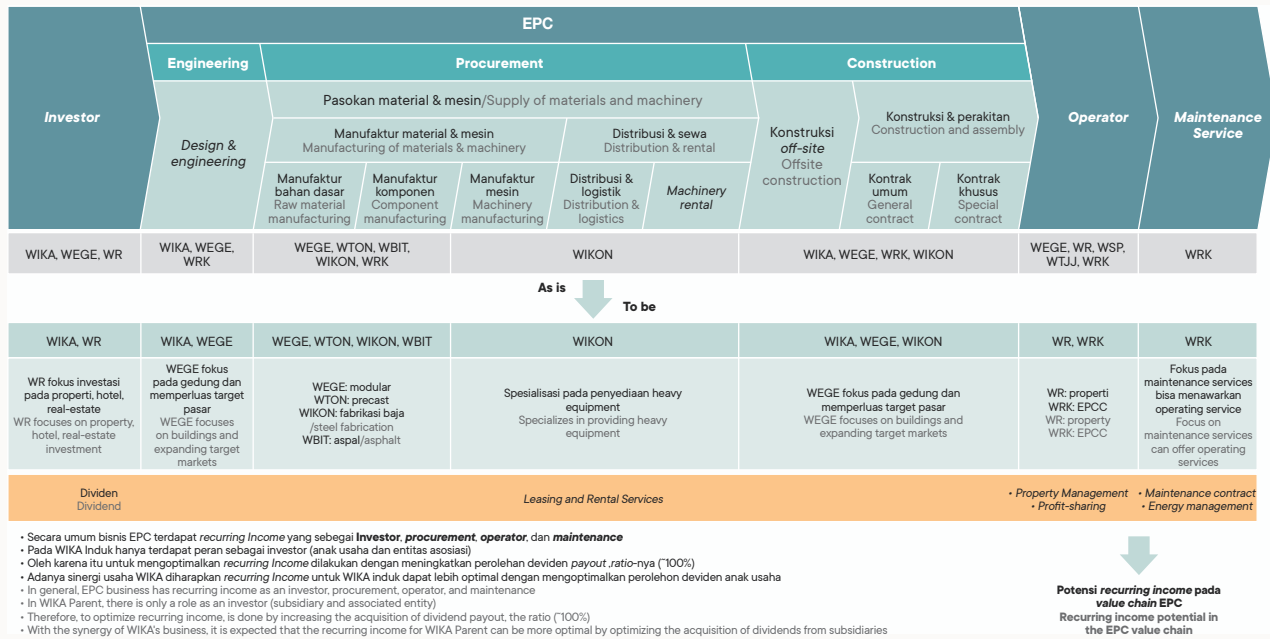 EPC
Engineering
Procurement
Construction
Investor
Design &
engineering
Pasokan material & mesin/Supply of materials and machinery
Manufaktur material & mesin
Manufacturing of materials & machinery
Distribusi & sewa
Distribution & rental
Manufaktur
bahan dasar
Raw material
manufacturing
Manufaktur
komponen
Component
manufacturing
Manufaktur
mesin
Machinery
manufacturing
Distribusi &
logistik
Distribution &
logistics
Machinery
rental
Konstruksi
off-site
Offsite
construction
Konstruksi & perakitan
Construction and assembly
Kontrak
umum
General
contract
Kontrak
khusus
Special
contract
Operator
Maintenance
Service
WIKA, WEGE, WR
WIKA, WEGE,
WRK
WEGE, WTON, WBIT,
WIKON, WRK
WIKON
WIKA, WEGE, WRK, WIKON
WEGE, WR, WSP,
WTJJ, WRK
WRK
As is
To be
WIKA, WR
WIKA, WEGE
WEGE, WTON, WIKON, WBIT
WIKON
WIKA, WEGE, WIKON
WR, WRK
WRK
WR fokus investasi
pada properti, hotel,
real-estate
WR focuses on property,
hotel, real-estate
investment
WEGE fokus
pada gedung dan
memperluas target
pasar
WEGE focuses
on buildings and
expanding target
markets
WEGE: modular
WTON: precast
WIKON: fabrikasi baja
/steel fabrication
WBIT: aspal/asphalt
Spesialisasi pada penyediaan heavy
equipment
Specializes in providing heavy
equipment
WEGE fokus pada gedung dan
memperluas target pasar
WEGE focuses on buildings and
expanding target markets
WR: properti
WRK: EPCC
WR: property
WRK: EPCC
Fokus pada
maintenance services
bisa menawarkan
operating service
Focus on
maintenance services
can offer operating
services
Dividen
Dividend
Leasing and Rental Services
• Property Management
• Profit-sharing
• Maintenance contract
• Energy management
• Secara umum bisnis EPC terdapat recurring Income yang sebegai Investor, procurement, operator, dan maintenance
• Pada WIKA Induk hanya terdapat peran sebagai investor (anak usaha dan entitas asosiasi)
• Oleh karena itu untuk mengoptimalkan recurring Income dilakukan dengan meningkatkan perolehan deviden payout ,ratio-nya (~100%)
• Adanya sinergi usaha WIKA diharapkan recurring Income untuk WIKA induk dapat lebih optimal dengan mengoptimalkan perolehon deviden anak usaha
• In general, EPC business has recurring income as an investor, procurement, operator, and maintenance
• In WIKA Parent, there is only a role as an investor (subsidiary and associated entity)
• Therefore, to optimize recurring income, is done by increasing the acquisition of dividend payout, the ratio (~100%)
• With the synergy of WIKA's business, it is expected that the recurring income for WIKA Parent can be more optimal by optimizing the acquisition of dividends from subsidiaries
Potensi recurring income pada
value chain EPC
Recurring income potential in
the EPC value chain